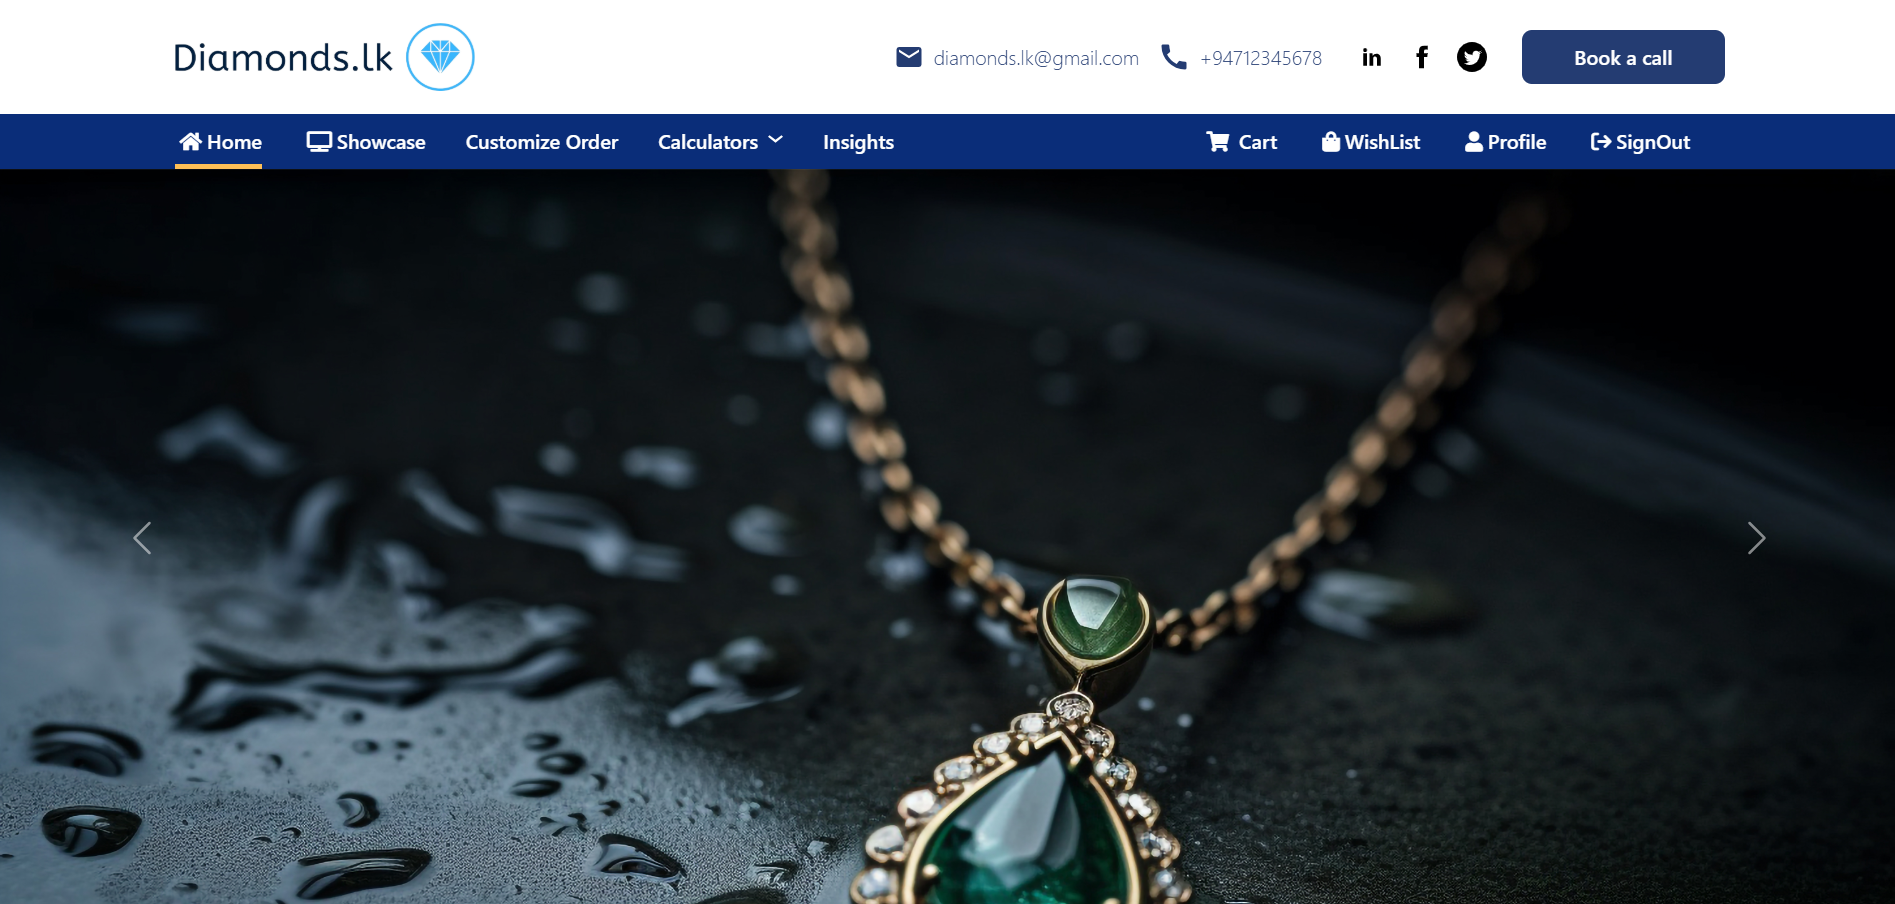 Diamonds.lk
diamonds.lk@gmail.com +94712345678 Book a call
Home Showcase Customize Order Calculators Insights Cart WishList Profile SignOut